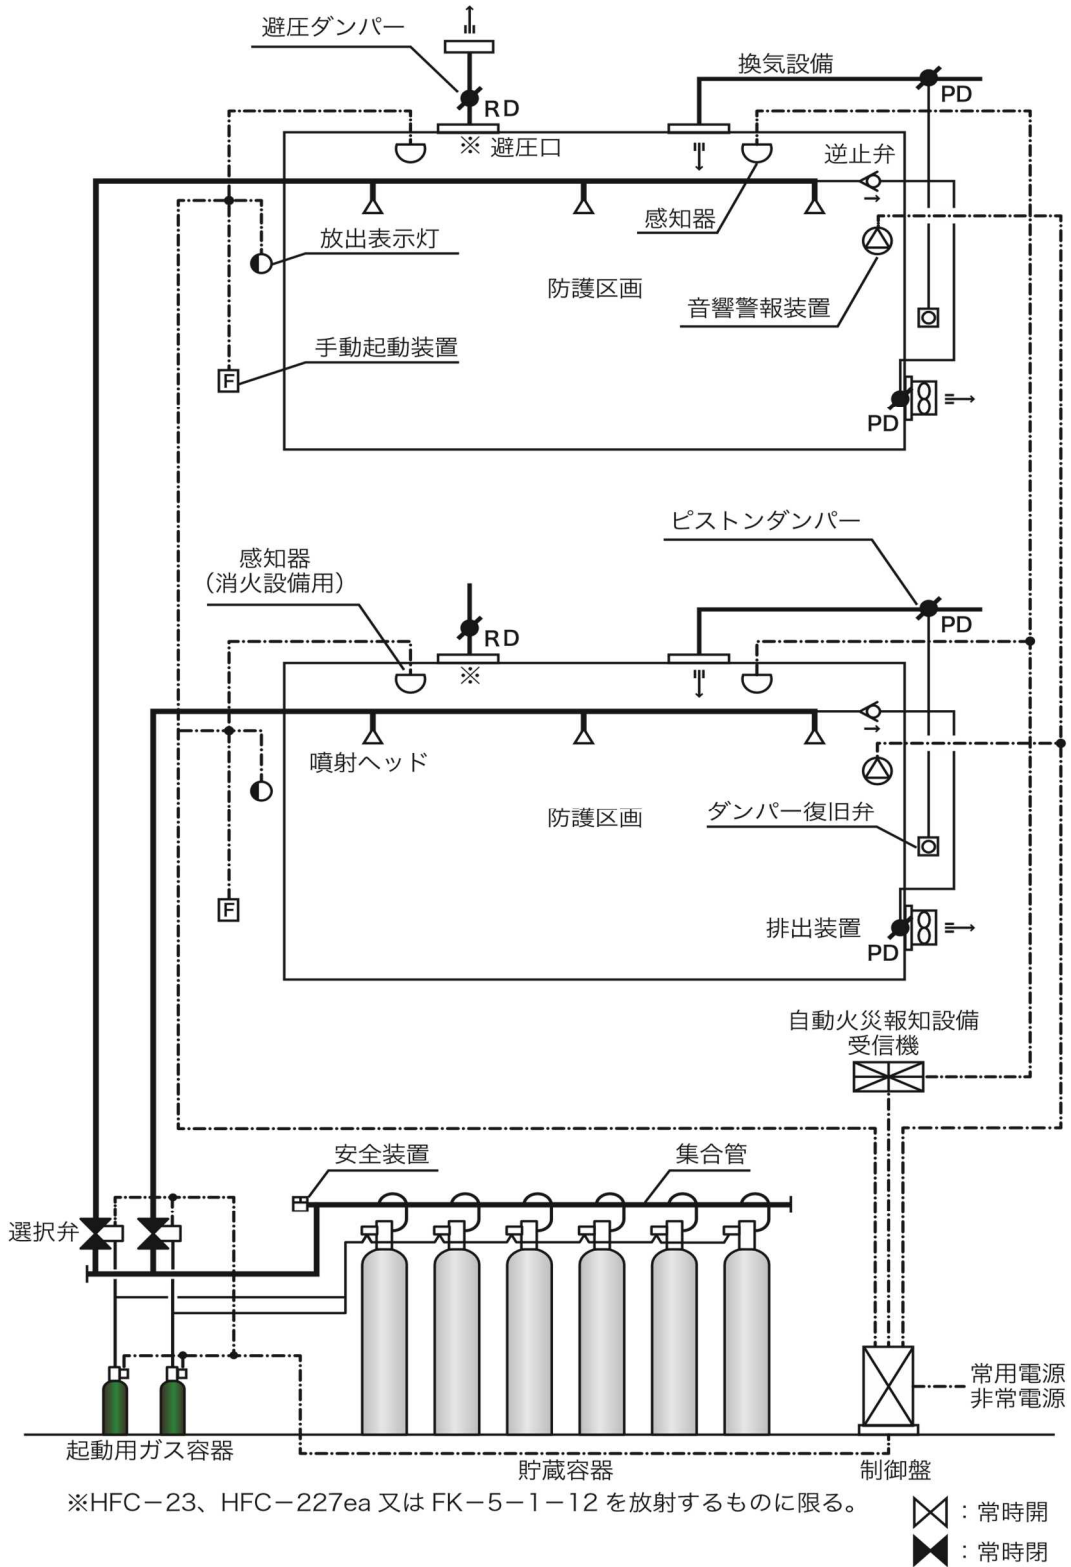 避圧ダンパー
RD
換気設備
PD
※ 避圧口
逆止弁
感知器
放出表示灯
防護区画
音響警報装置
手動起動装置
F
PD
ピストンダンパー
感知器
（消火設備用）
RD
PD
※
噴射ヘッド
防護区画
ダンパー復旧弁
F
排出装置
PD
自動火災報知設備
受信機
安全装置
集合管
選択弁
常用電源
非常電源
起動用ガス容器
貯蔵容器
制御盤
※HFC−23、HFC−227ea 又は FK−5−1−12 を放射するものに限る。
：常時開
：常時閉